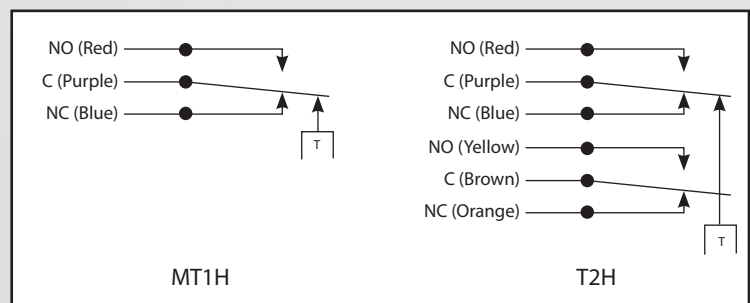 NO (Red)
C (Purple)
NC (Blue)
T
MT1H
NO (Red)
C (Purple)
NC (Blue)
NO (Yellow)
C (Brown)
NC (Orange)
T
T2H